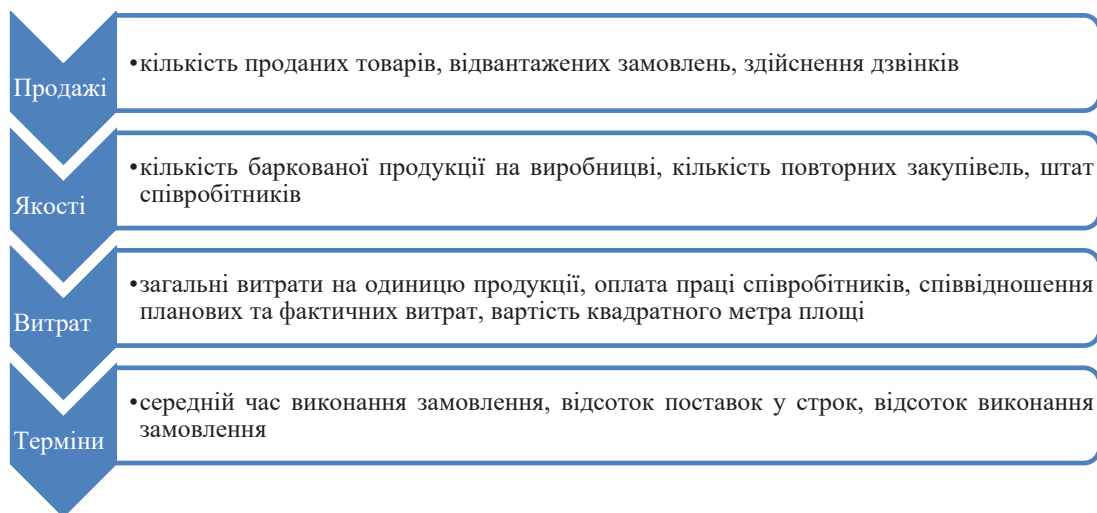 Продажі
•кількість проданих товарів, відвантажених замовлень, здійснення дзвінків
Якості
•кількість баркованої продукції на виробницві, кількість повторних закупівель, штат
співробітників
Витрат
•загальні витрати на одиницю продукції, оплата праці співробітників, співвідношення
планових та фактичних витрат, вартість квадратного метра площі
Терміни
•середній час виконання замовлення, відсоток поставок у строк, відсоток виконання
замовлення